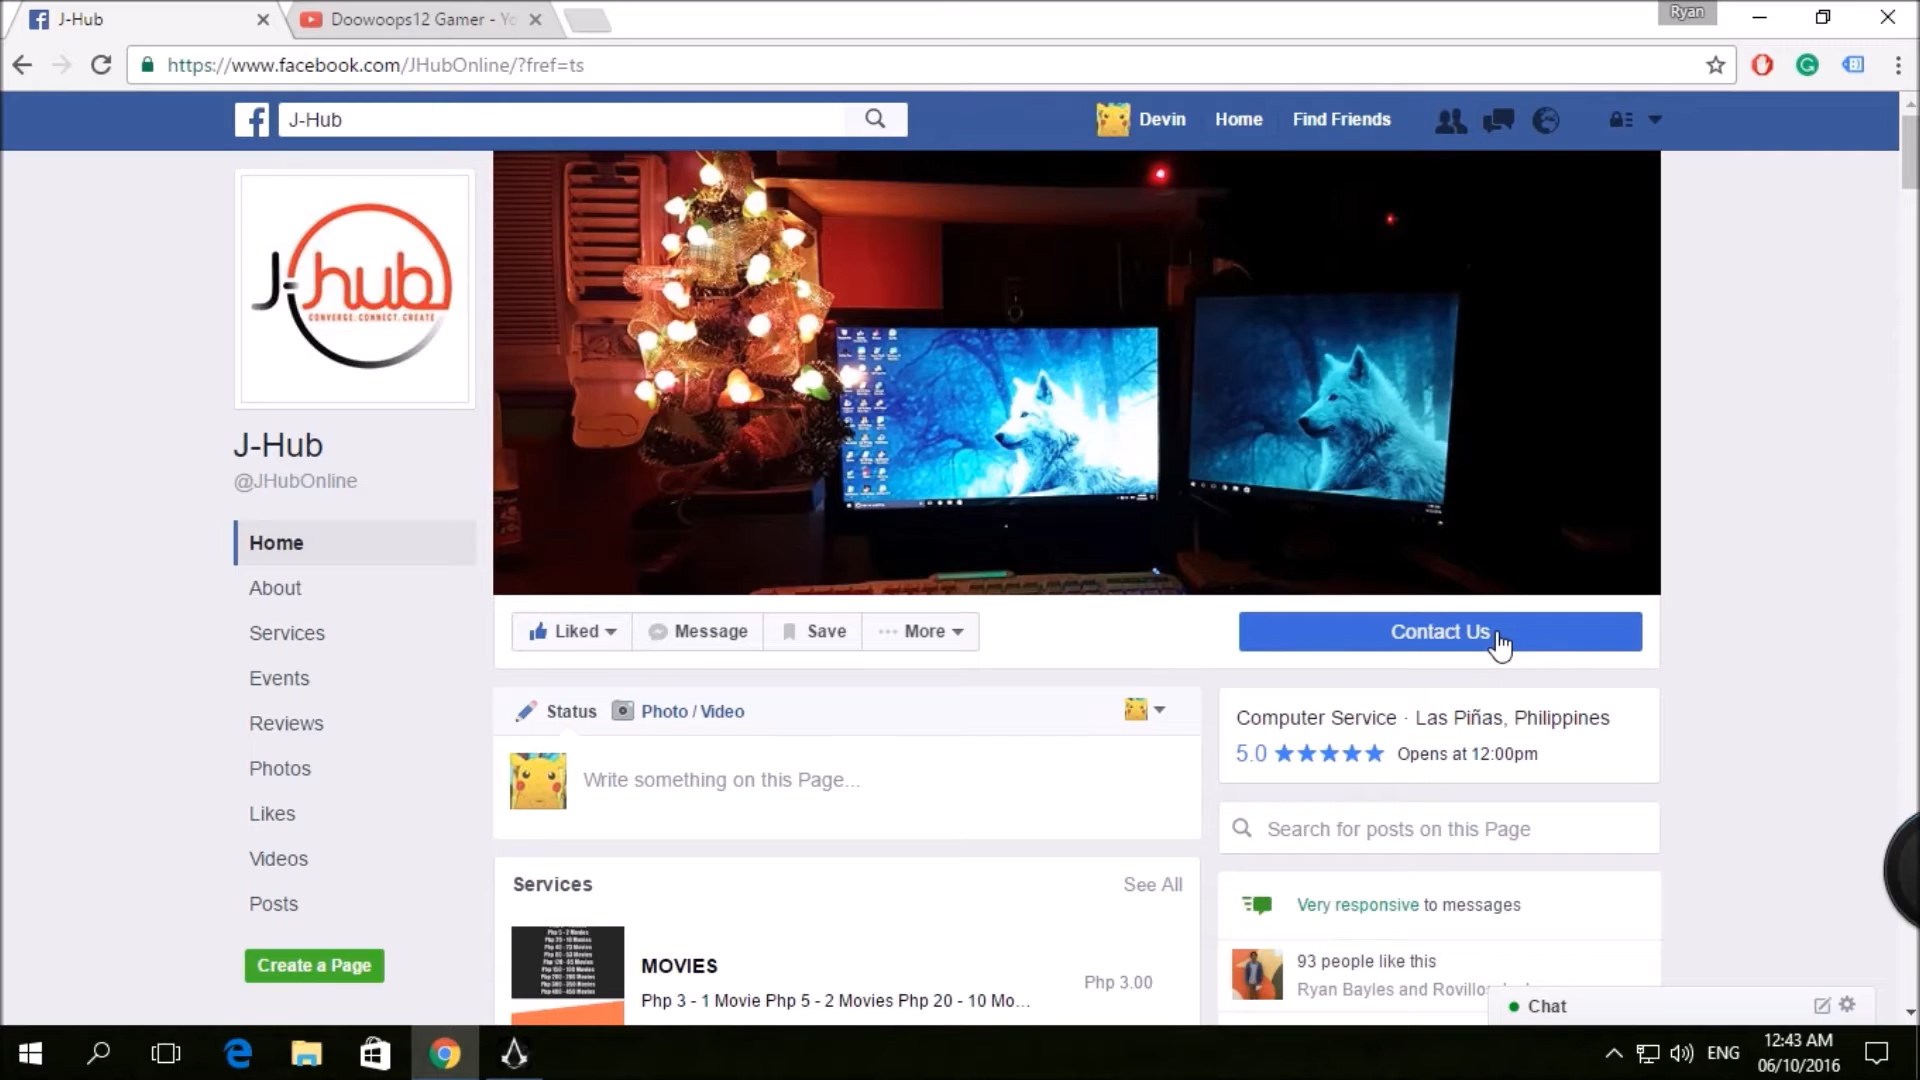 J-Hub
Doowoops12 Gamer - Yo
Ryan
https://www.facebook.com/JHubOnline/?fref=ts
J-Hub
Devin
Home
Find Friends
J-hub
CONVERGE.CONNECT.CREATE
J-Hub
@JHubOnline
Home
About
Services
Events
Reviews
Photos
Likes
Videos
Posts
Create a Page
Liked
Message
Save
More
Contact Us
Status
Photo / Video
Write something on this Page...
Services
See All
MOVIES
Php 3 - 1 Movie Php 5 - 2 Movies Php 20 - 10 Mo...
Php 3.00
Computer Service · Las Piñas, Philippines
5.0
Opens at 12:00pm
Search for posts on this Page
Very responsive to messages
93 people like this
Ryan Bayles and
Chat
ENG
12:43 AM
06/10/2016